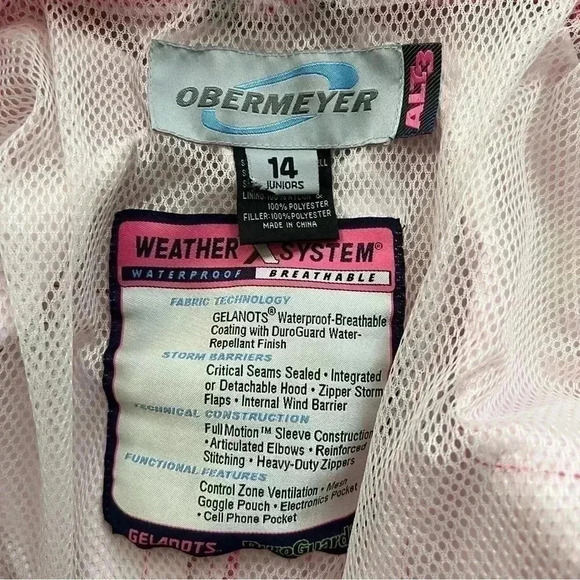 OBERMEYER
ALT3
14
JUNIORS
100% POLYESTER
FILLER: 100% POLYESTER
MADE IN CHINA
WEATHER X SYSTEM®
WATERPROOF BREATHABLE
FABRIC TECHNOLOGY
GELANOTS® Waterproof-Breathable
Coating with DuroGuard Water-
Repellant Finish
STORM BARRIERS
Critical Seams Sealed • Integrated
or Detachable Hood • Zipper Storm
Flaps • Internal Wind Barrier
TECHNICAL CONSTRUCTION
Full Motion™ Sleeve Construction
• Articulated Elbows • Reinforced
Stitching • Heavy-Duty Zippers
FUNCTIONAL FEATURES
Control Zone Ventilation • Mesh
Goggle Pouch • Electronics Pocket
• Cell Phone Pocket
GELANOTS DuroGuard